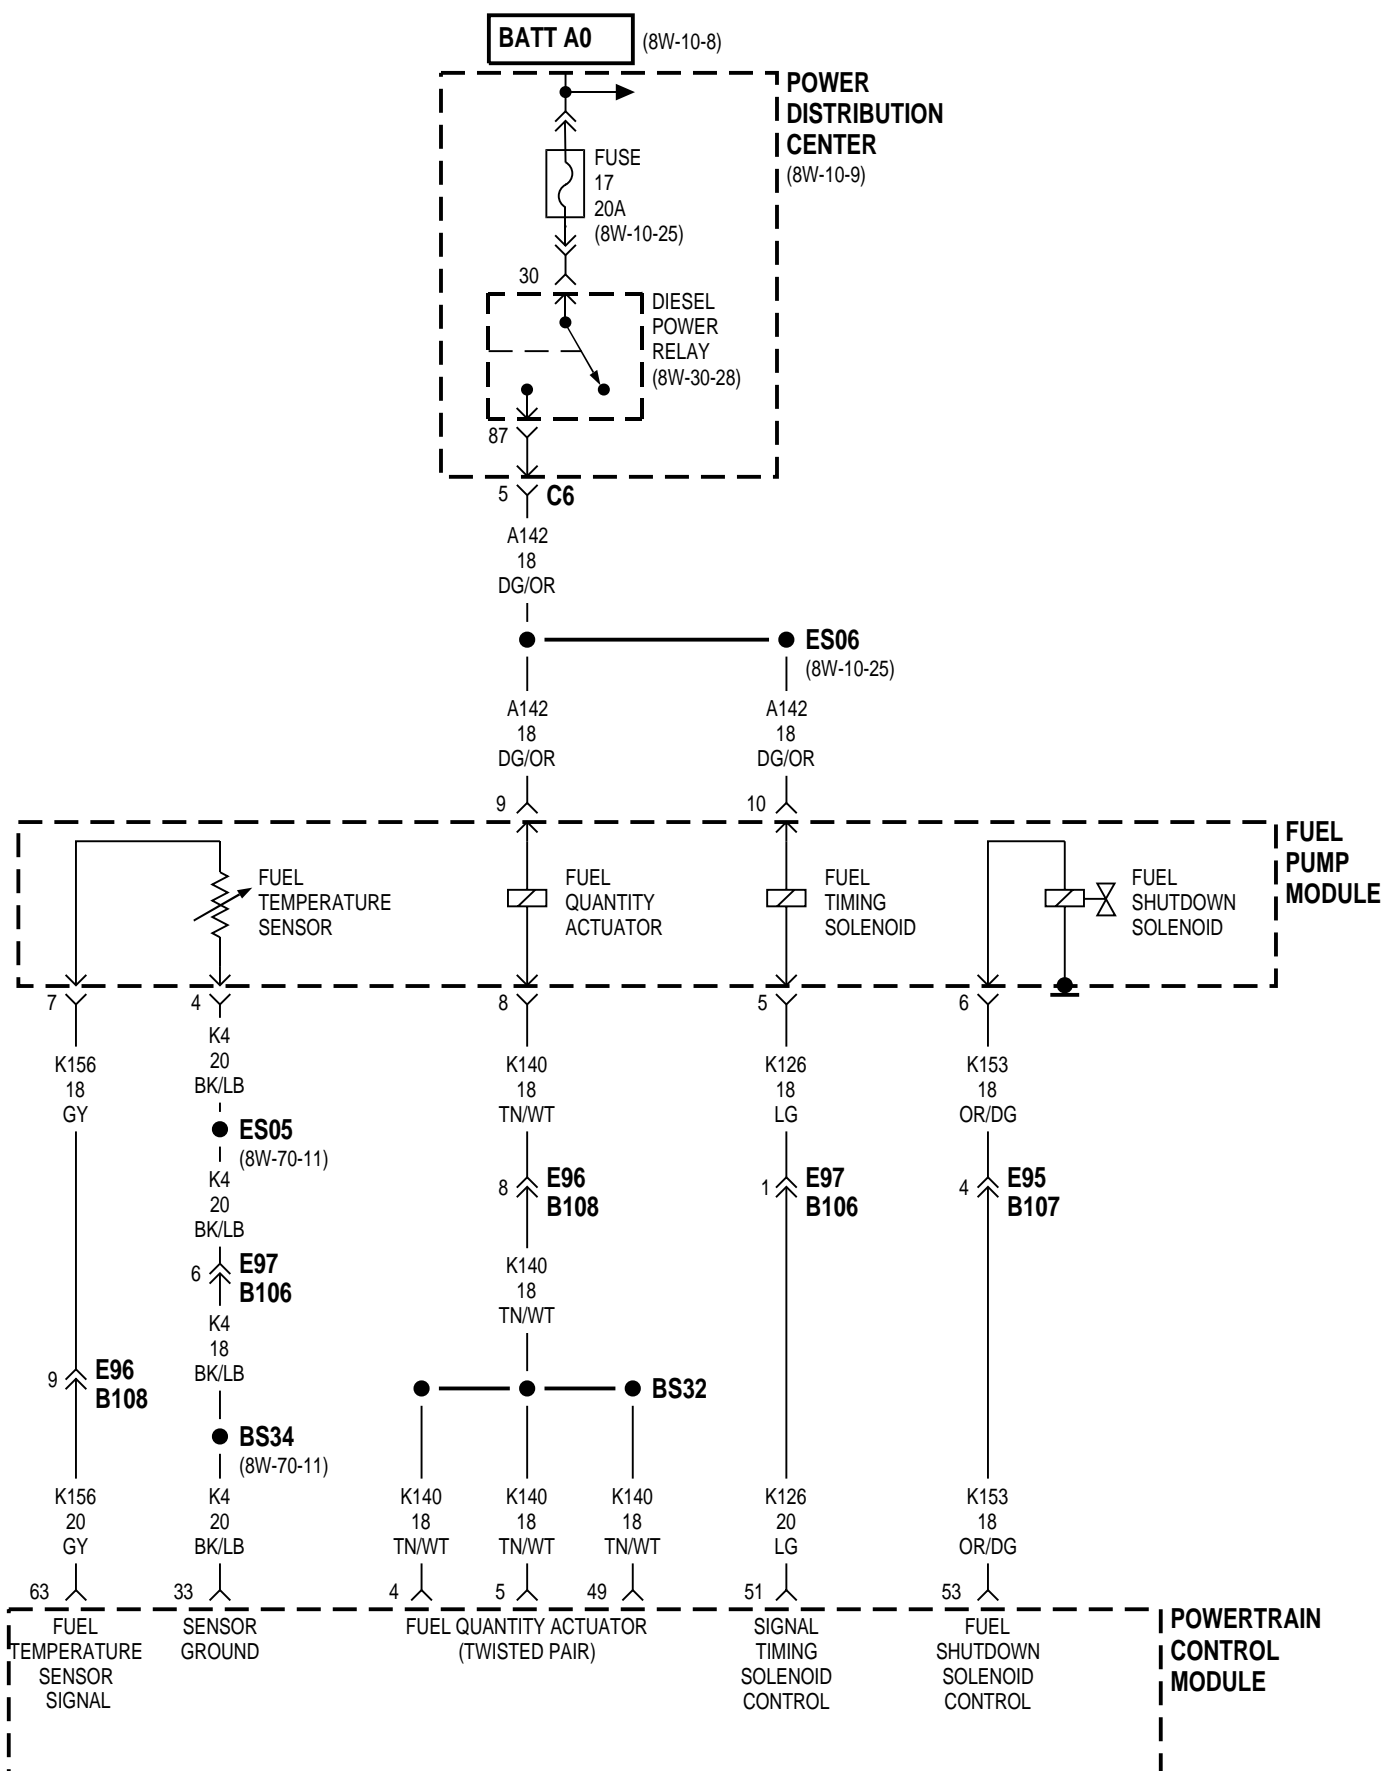 BATT A0
(8W-10-8)
POWER
DISTRIBUTION
CENTER
(8W-10-9)
FUSE
17
20A
(8W-10-25)
30
DIESEL
POWER
RELAY
(8W-30-28)
87
5
C6
A142
18
DG/OR
ES06
(8W-10-25)
A142
18
DG/OR
A142
18
DG/OR
9
10
FUEL
PUMP
MODULE
FUEL
TEMPERATURE
SENSOR
FUEL
QUANTITY
ACTUATOR
FUEL
TIMING
SOLENOID
FUEL
SHUTDOWN
SOLENOID
7
4
8
5
6
K156
18
GY
K4
20
BK/LB
K140
18
TN/WT
K126
18
LG
K153
18
OR/DG
ES05
(8W-70-11)
K4
20
BK/LB
8
E96
B108
1
E97
B106
4
E95
B107
6
E97
B106
K140
18
TN/WT
K4
18
BK/LB
9
E96
B108
BS32
BS34
(8W-70-11)
K156
20
GY
K4
20
BK/LB
K140
18
TN/WT
K140
18
TN/WT
K140
18
TN/WT
K126
20
LG
K153
18
OR/DG
63
33
4
5
49
51
53
FUEL
TEMPERATURE
SENSOR
SIGNAL
SENSOR
GROUND
FUEL QUANTITY ACTUATOR
(TWISTED PAIR)
SIGNAL
TIMING
SOLENOID
CONTROL
FUEL
SHUTDOWN
SOLENOID
CONTROL
POWERTRAIN
CONTROL
MODULE